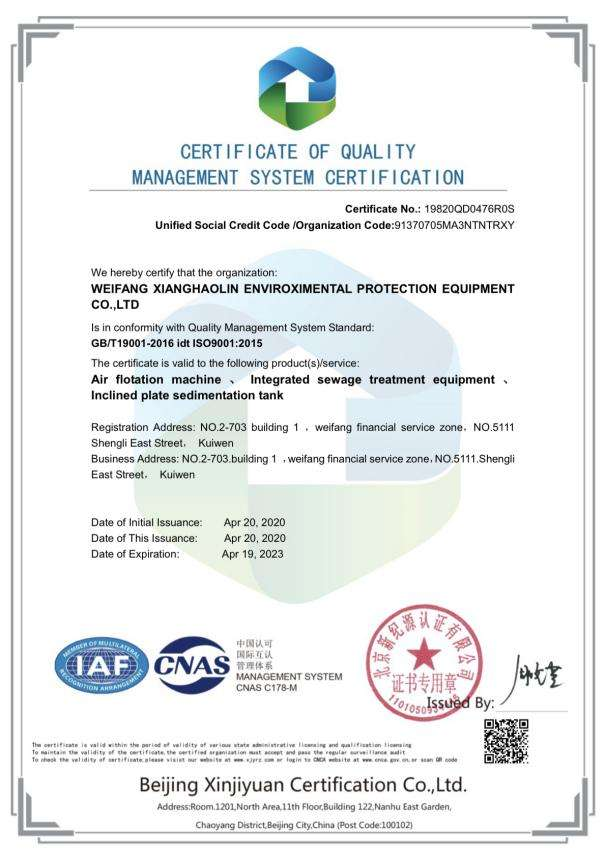 CERTIFICATE OF QUALITY
MANAGEMENT SYSTEM CERTIFICATION
Certificate No.: 19820QD0476R0S
Unified Social Credit Code /Organization Code:91370705MA3NTNTRXY
We hereby certify that the organization:
WEIFANG XIANGHAOLIN ENVIROXIMENTAL PROTECTION EQUIPMENT
CO.,LTD
Is in conformity with Quality Management System Standard:
GB/T19001-2016 idt ISO9001:2015
The certificate is valid to the following product(s)/service:
Air flotation machine 、 Integrated sewage treatment equipment 、
Inclined plate sedimentation tank
Registration Address: NO.2-703 building 1 ，weifang financial service zone，NO.5111
Shengli East Street， Kuiwen
Business Address: NO.2-703.building 1 ，weifang financial service zone，NO.5111.Shengli
East Street， Kuiwen
Date of Initial Issuance: Apr 20, 2020
Date of This Issuance: Apr 20, 2020
Date of Expiration: Apr 19, 2023
MEMBER OF MULTILATERAL
IAF
RECOGNITION ARRANGEMENT
CNAS
中国认可
国际互认
管理体系
MANAGEMENT SYSTEM
CNAS C178-M
北京新纪源认证有限公司
证书专用章
Issued By:
The certificate is valid within the period of validity of various state administrative licensing and qualification licensing
To maintain the validity of the certificate, the certified organization must accept and pass the regular surveillance audit
To check the validity of certificate,please visit our website at www.xjyrz.com or login to CNCA website at www.cnca.gov.cn,or scan QR code
Beijing Xinjiyuan Certification Co.,Ltd.
Address:Room.1201,North Area,11th Floor,Building 122,Nanhu East Garden,
Chaoyang District,Beijing City,China (Post Code:100102)